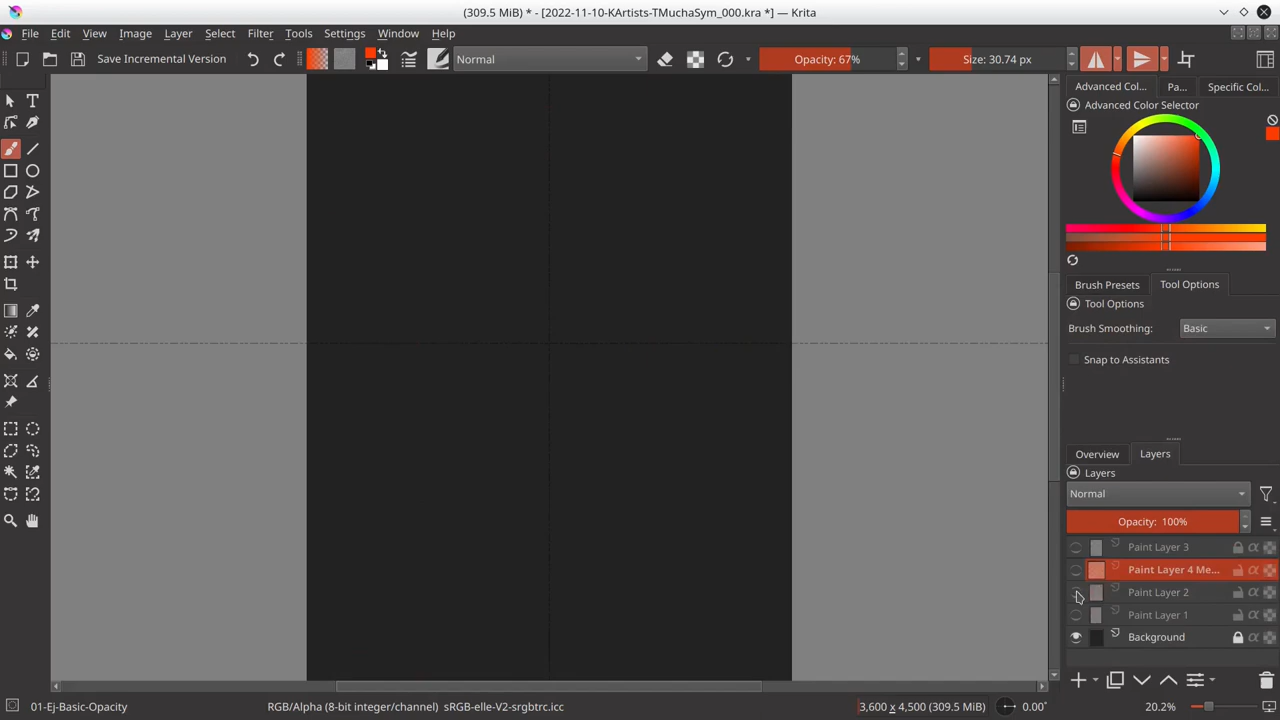 (309.5 MiB) * - [2022-11-10-KArtists-TMuchaSym_000.kra *] — Krita
File Edit View Image Layer Select Filter Tools Settings Window Help
Save Incremental Version
Normal
Opacity: 67%
Size: 30.74 px
Advanced Col... Pa... Specific Col...
Advanced Color Selector
Brush Presets Tool Options
Tool Options
Brush Smoothing: Basic
Snap to Assistants
Overview Layers
Layers
Normal
Opacity: 100%
Paint Layer 3
Paint Layer 4 Me...
Paint Layer 2
Paint Layer 1
Background
01-Ej-Basic-Opacity
RGB/Alpha (8-bit integer/channel) sRGB-elle-V2-srgbtrc.icc
3,600 x 4,500 (309.5 MiB)
0.00°
20.2%